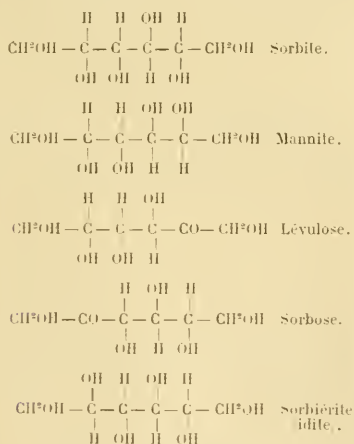 H H OH H
CH²OH — C — C — C — C — CH²OH Sorbite.
OH OH H OH
H H OH OH
CH²OH — C — C — C — C — CH²OH Mannite.
OH OH H H
H H OH
CH²OH — C — C — C — CO — CH²OH Lévulose.
OH OH H
H OH H
CH²OH — CO — C — C — C — CH²OH Sorbose.
OH H OH
OH H OH H
CH²OH — C — C — C — C — CH²OH Sorbiérite
idite.
H OH H OH